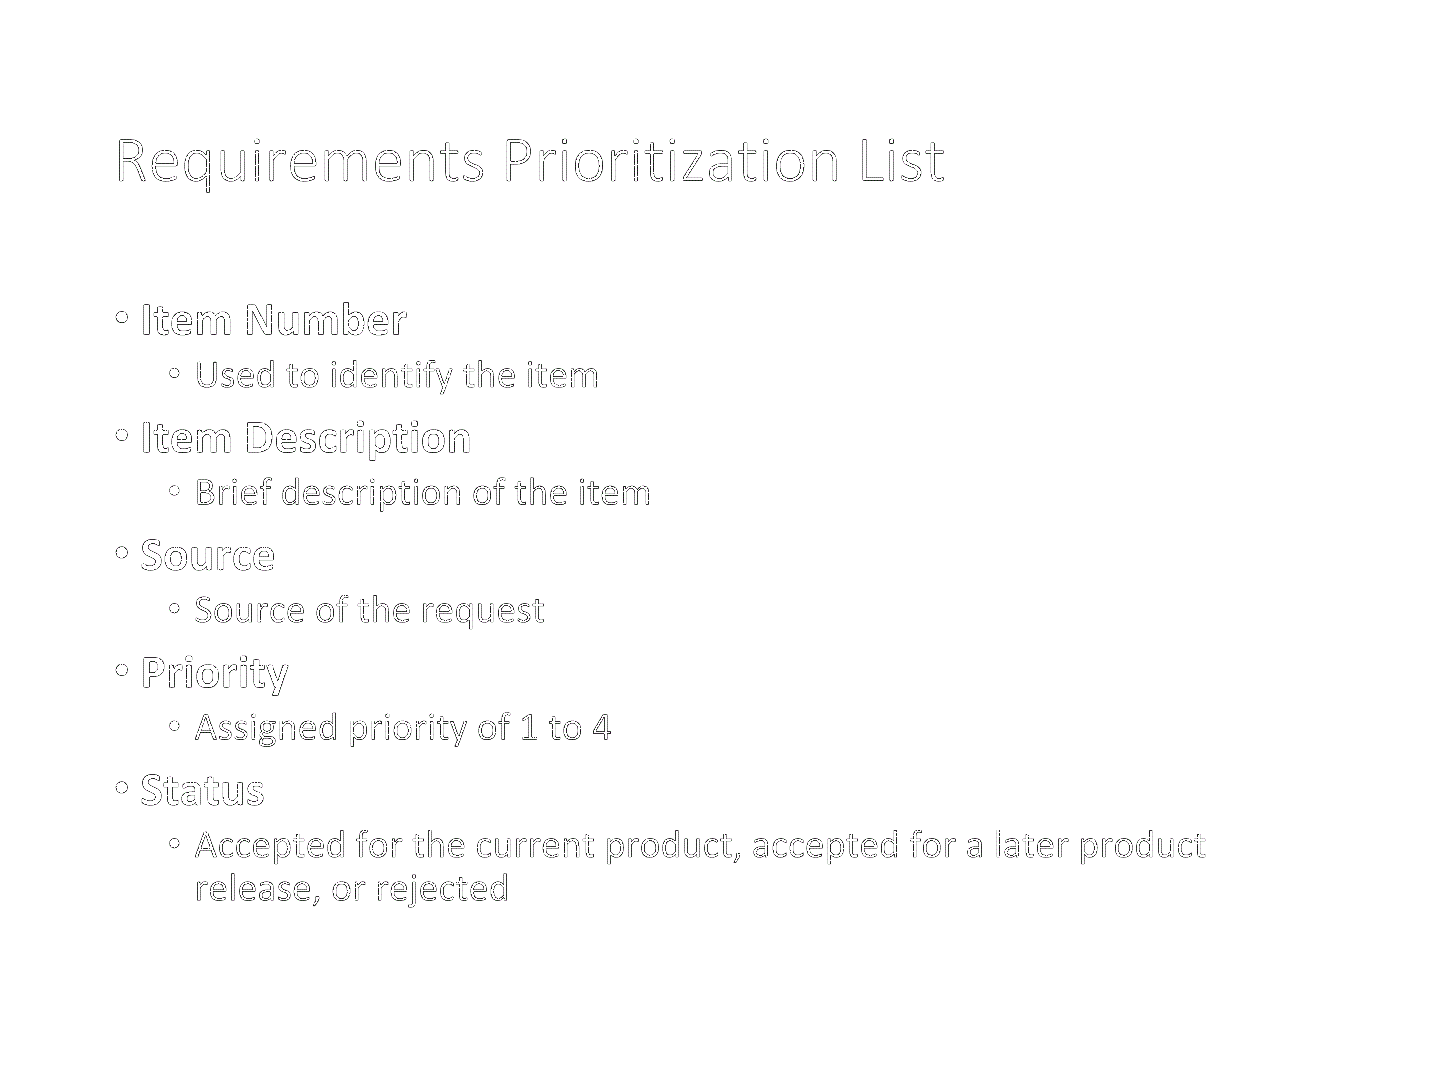 Requirements Prioritization List
• Item Number
• Used to identify the item
• Item Description
• Brief description of the item
• Source
• Source of the request
• Priority
• Assigned priority of 1 to 4
• Status
• Accepted for the current product, accepted for a later product
release, or rejected